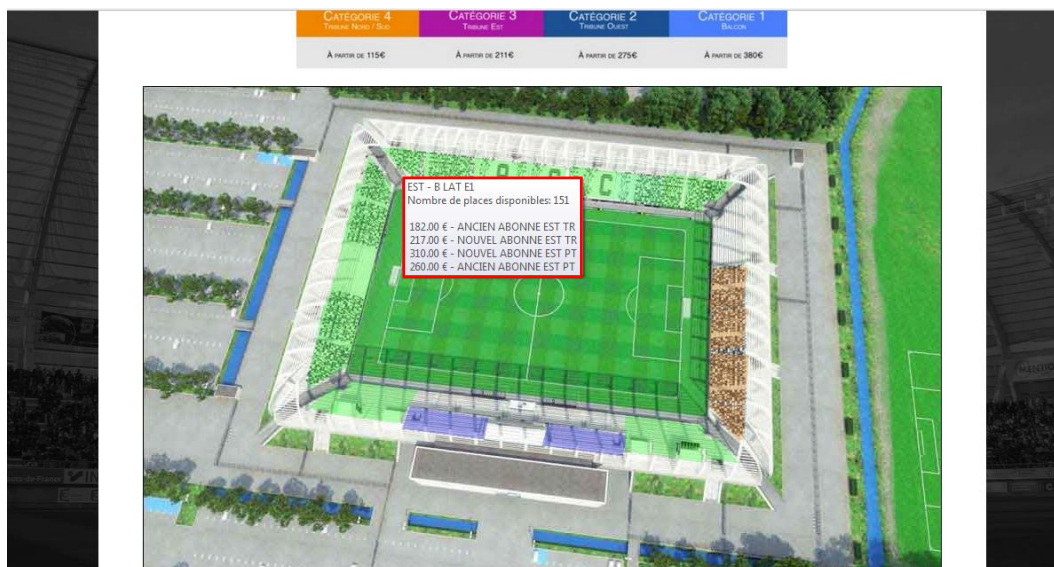 CATÉGORIE 4
TRIBUNE NORD / SUD
CATÉGORIE 3
TRIBUNE EST
CATÉGORIE 2
TRIBUNE OUEST
CATÉGORIE 1
BALCON
À PARTIR DE 115€
À PARTIR DE 211€
À PARTIR DE 275€
À PARTIR DE 380€
EST - B LAT E1
Nombre de places disponibles: 151
182.00 € - ANCIEN ABONNE EST TR
217.00 € - NOUVEL ABONNE EST TR
310.00 € - NOUVEL ABONNE EST PT
260.00 € - ANCIEN ABONNE EST PT